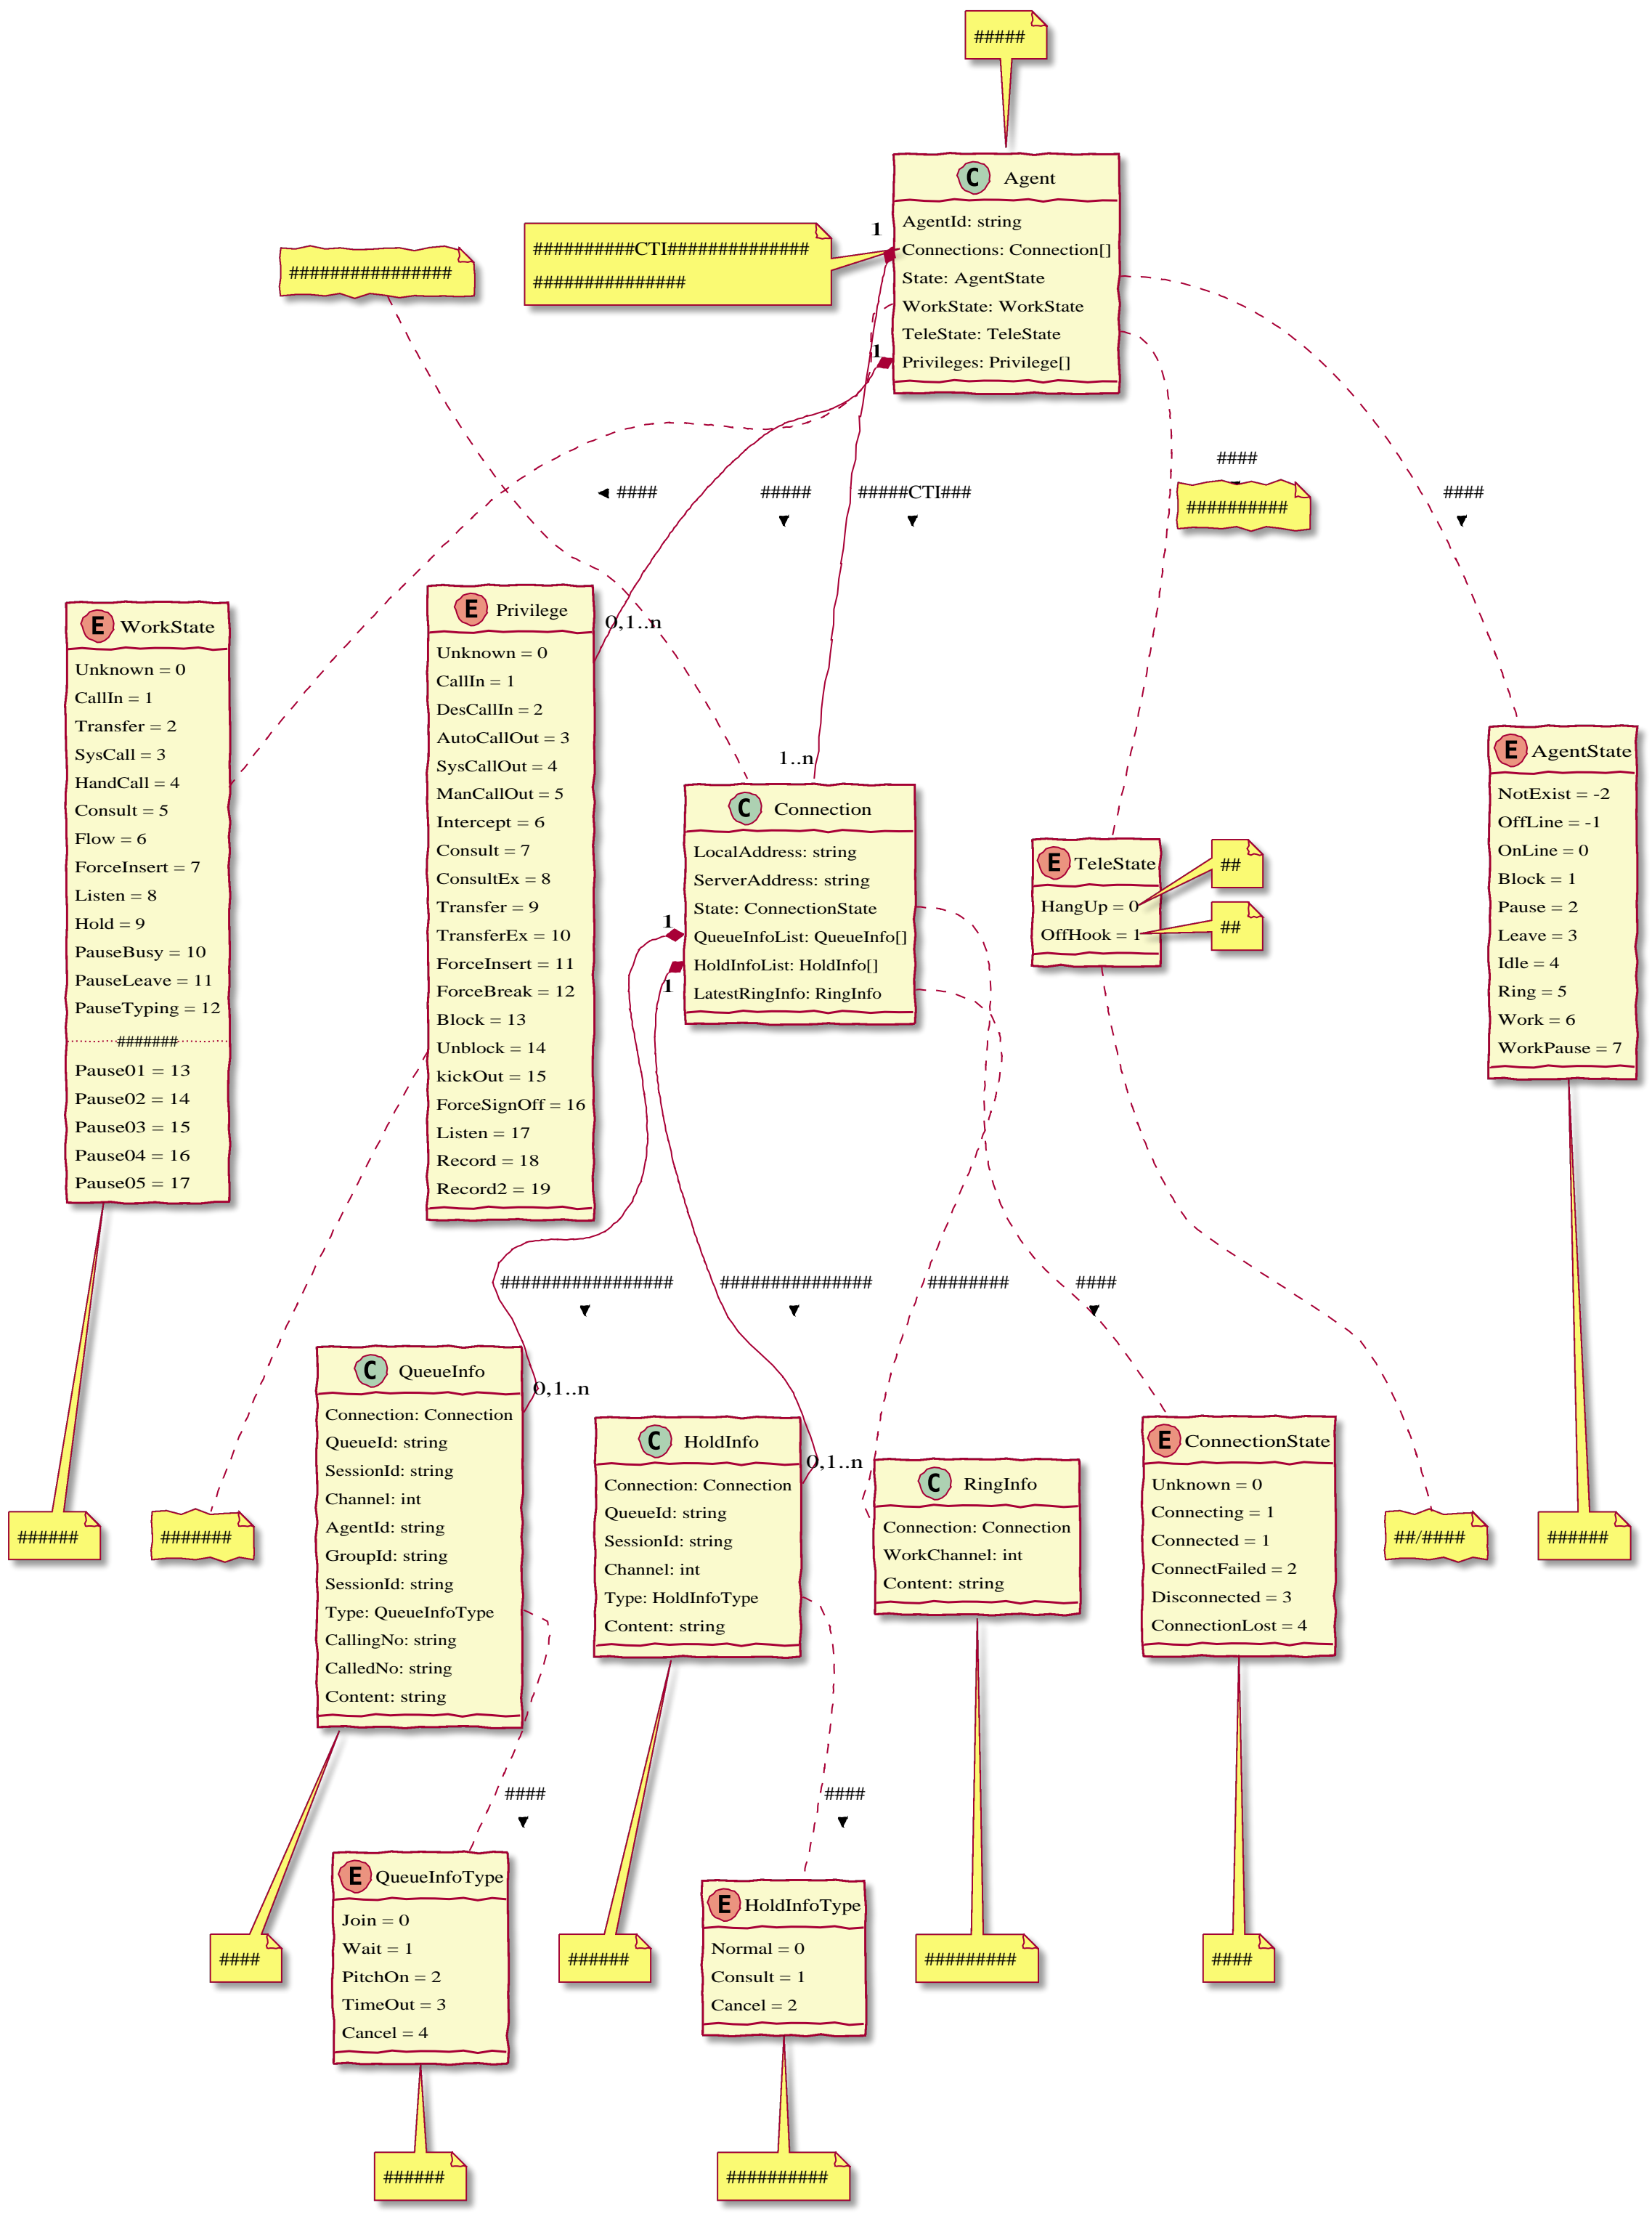 #####
C Agent
AgentId: string
Connections: Connection[]
State: AgentState
WorkState: WorkState
TeleState: TeleState
Privileges: Privilege[]
1
##########CTI##############
###############
################
1
◄ ####
#####
▼
#####CTI###
▼
####
▼
##########
####
▼
E WorkState
Unknown = 0
CallIn = 1
Transfer = 2
SysCall = 3
HandCall = 4
Consult = 5
Flow = 6
ForceInsert = 7
Listen = 8
Hold = 9
PauseBusy = 10
PauseLeave = 11
PauseTyping = 12
#######
Pause01 = 13
Pause02 = 14
Pause03 = 15
Pause04 = 16
Pause05 = 17
E Privilege
Unknown = 0
CallIn = 1
DesCallIn = 2
AutoCallOut = 3
SysCallOut = 4
ManCallOut = 5
Intercept = 6
Consult = 7
ConsultEx = 8
Transfer = 9
TransferEx = 10
ForceInsert = 11
ForceBreak = 12
Block = 13
Unblock = 14
kickOut = 15
ForceSignOff = 16
Listen = 17
Record = 18
Record2 = 19
0,1..n
1..n
C Connection
LocalAddress: string
ServerAddress: string
State: ConnectionState
QueueInfoList: QueueInfo[]
HoldInfoList: HoldInfo[]
LatestRingInfo: RingInfo
1
1
E TeleState
HangUp = 0
OffHook = 1
##
##
E AgentState
NotExist = -2
OffLine = -1
OnLine = 0
Block = 1
Pause = 2
Leave = 3
Idle = 4
Ring = 5
Work = 6
WorkPause = 7
#################
▼
###############
▼
########
####
▼
C QueueInfo
Connection: Connection
QueueId: string
SessionId: string
Channel: int
AgentId: string
GroupId: string
SessionId: string
Type: QueueInfoType
CallingNo: string
CalledNo: string
Content: string
0,1..n
C HoldInfo
Connection: Connection
QueueId: string
SessionId: string
Channel: int
Type: HoldInfoType
Content: string
0,1..n
C RingInfo
Connection: Connection
WorkChannel: int
Content: string
E ConnectionState
Unknown = 0
Connecting = 1
Connected = 1
ConnectFailed = 2
Disconnected = 3
ConnectionLost = 4
######
#######
##/####
######
####
▼
####
▼
E QueueInfoType
Join = 0
Wait = 1
PitchOn = 2
TimeOut = 3
Cancel = 4
E HoldInfoType
Normal = 0
Consult = 1
Cancel = 2
####
######
#########
####
######
##########